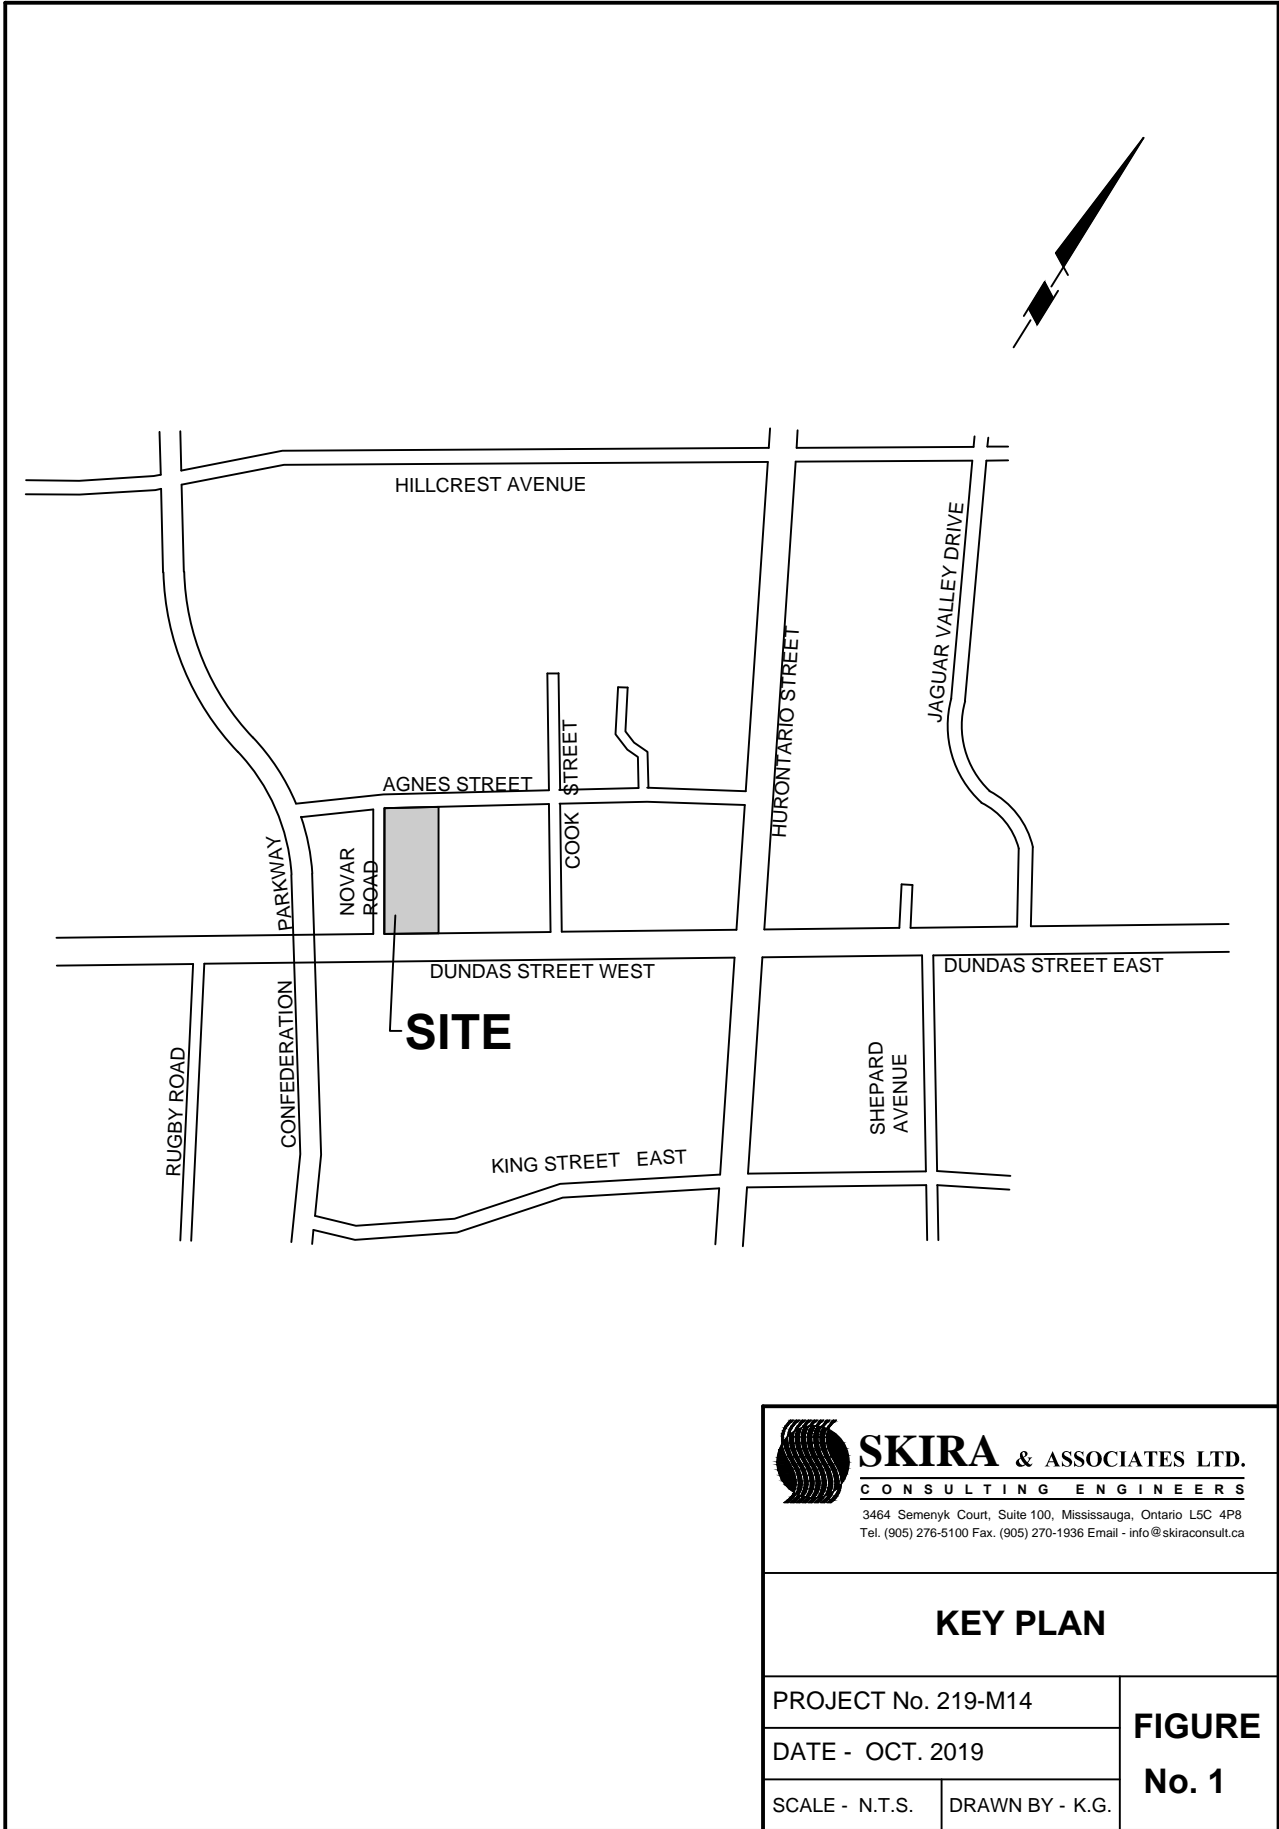 HILLCREST AVENUE
JAGUAR VALLEY DRIVE
HURONTARIO STREET
AGNES STREET
COOK STREET
NOVAR
ROAD
CONFEDERATION PARKWAY
DUNDAS STREET WEST
DUNDAS STREET EAST
SITE
RUGBY ROAD
SHEPARD
AVENUE
KING STREET EAST
SKIRA & ASSOCIATES LTD.
CONSULTING ENGINEERS
3464 Semenyk Court, Suite 100, Mississauga, Ontario L5C 4P8
Tel. (905) 276-5100 Fax. (905) 270-1936 Email - info@skiraconsult.ca
KEY PLAN
PROJECT No. 219-M14
DATE - OCT. 2019
SCALE - N.T.S.
DRAWN BY - K.G.
FIGURE
No. 1